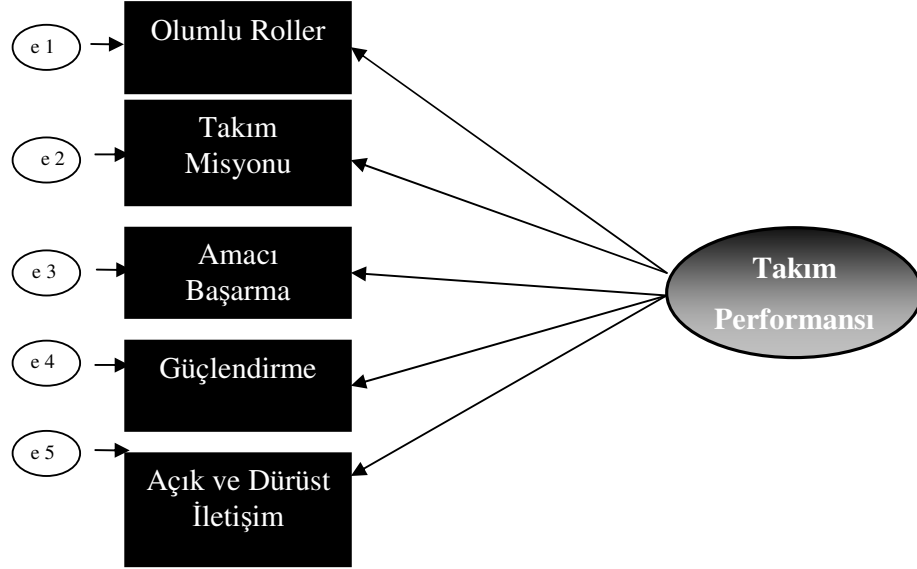 e 1
Olumlu Roller
e 2
Takım
Misyonu
e 3
Amacı
Başarma
Takım
Performansı
e 4
Güçlendirme
e 5
Açık ve Dürüst
İletişim